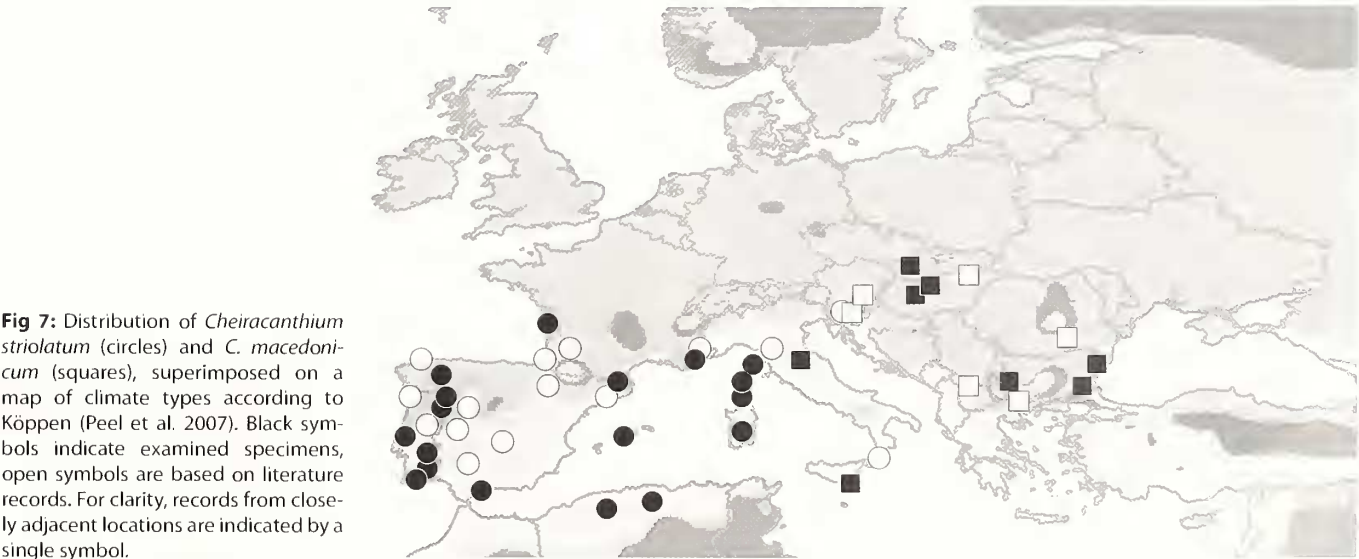 Fig 7: Distribution of Cheiracanthium
striolatum (circles) and C. macedoni-
cum (squares), superimposed on a
map of climate types according to
Köppen (Peel et al. 2007). Black sym-
bols indicate examined specimens,
open symbols are based on literature
records. For clarity, records from close-
ly adjacent locations are indicated by a
single symbol.